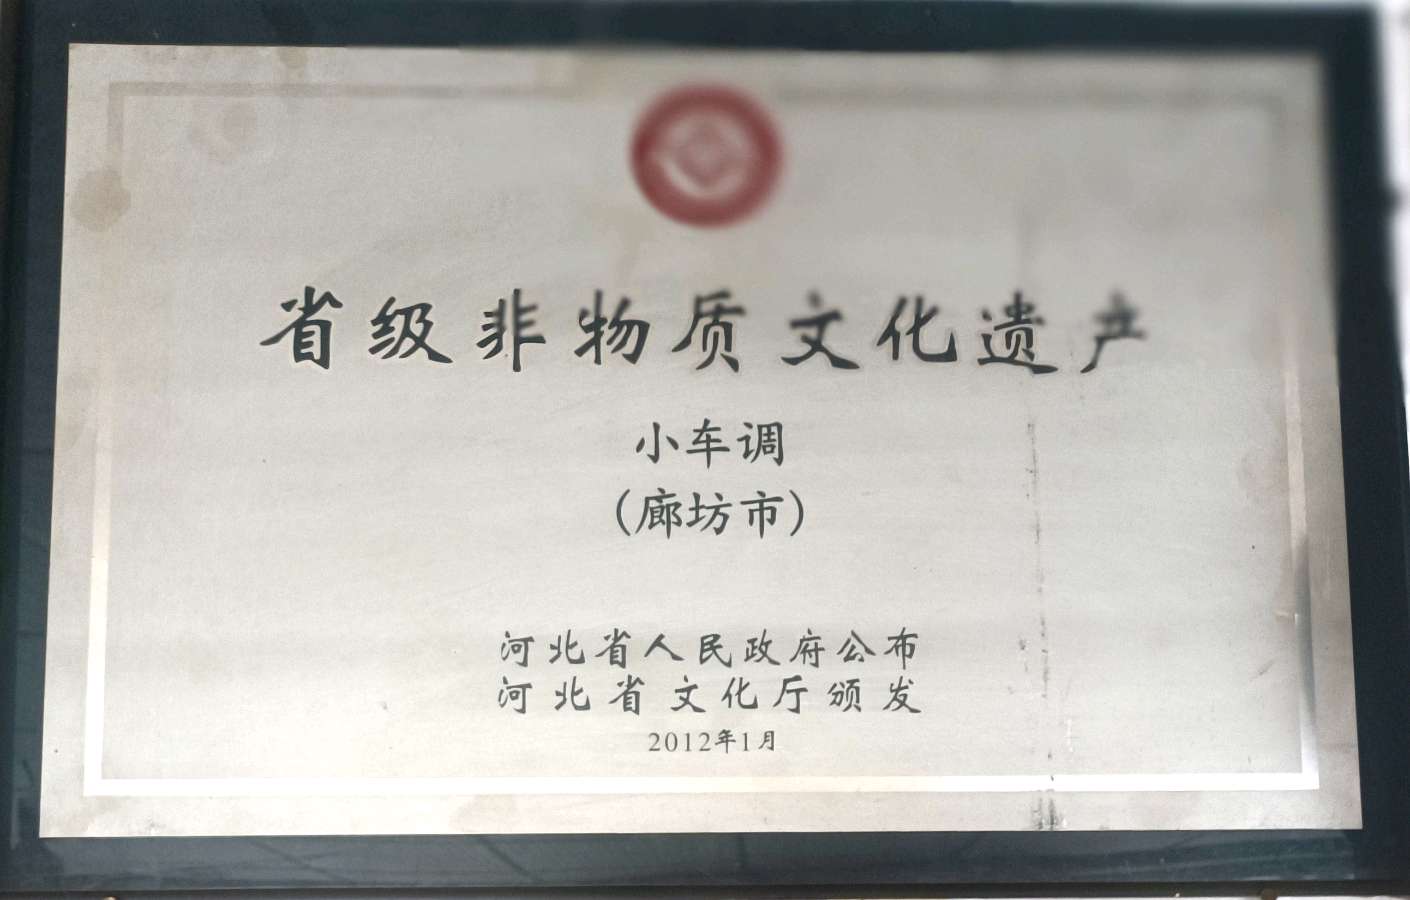 省级非物质文化遗产
小车调
(廊坊市)
河北省人民政府公布
河北省文化厅颁发
2012年1月